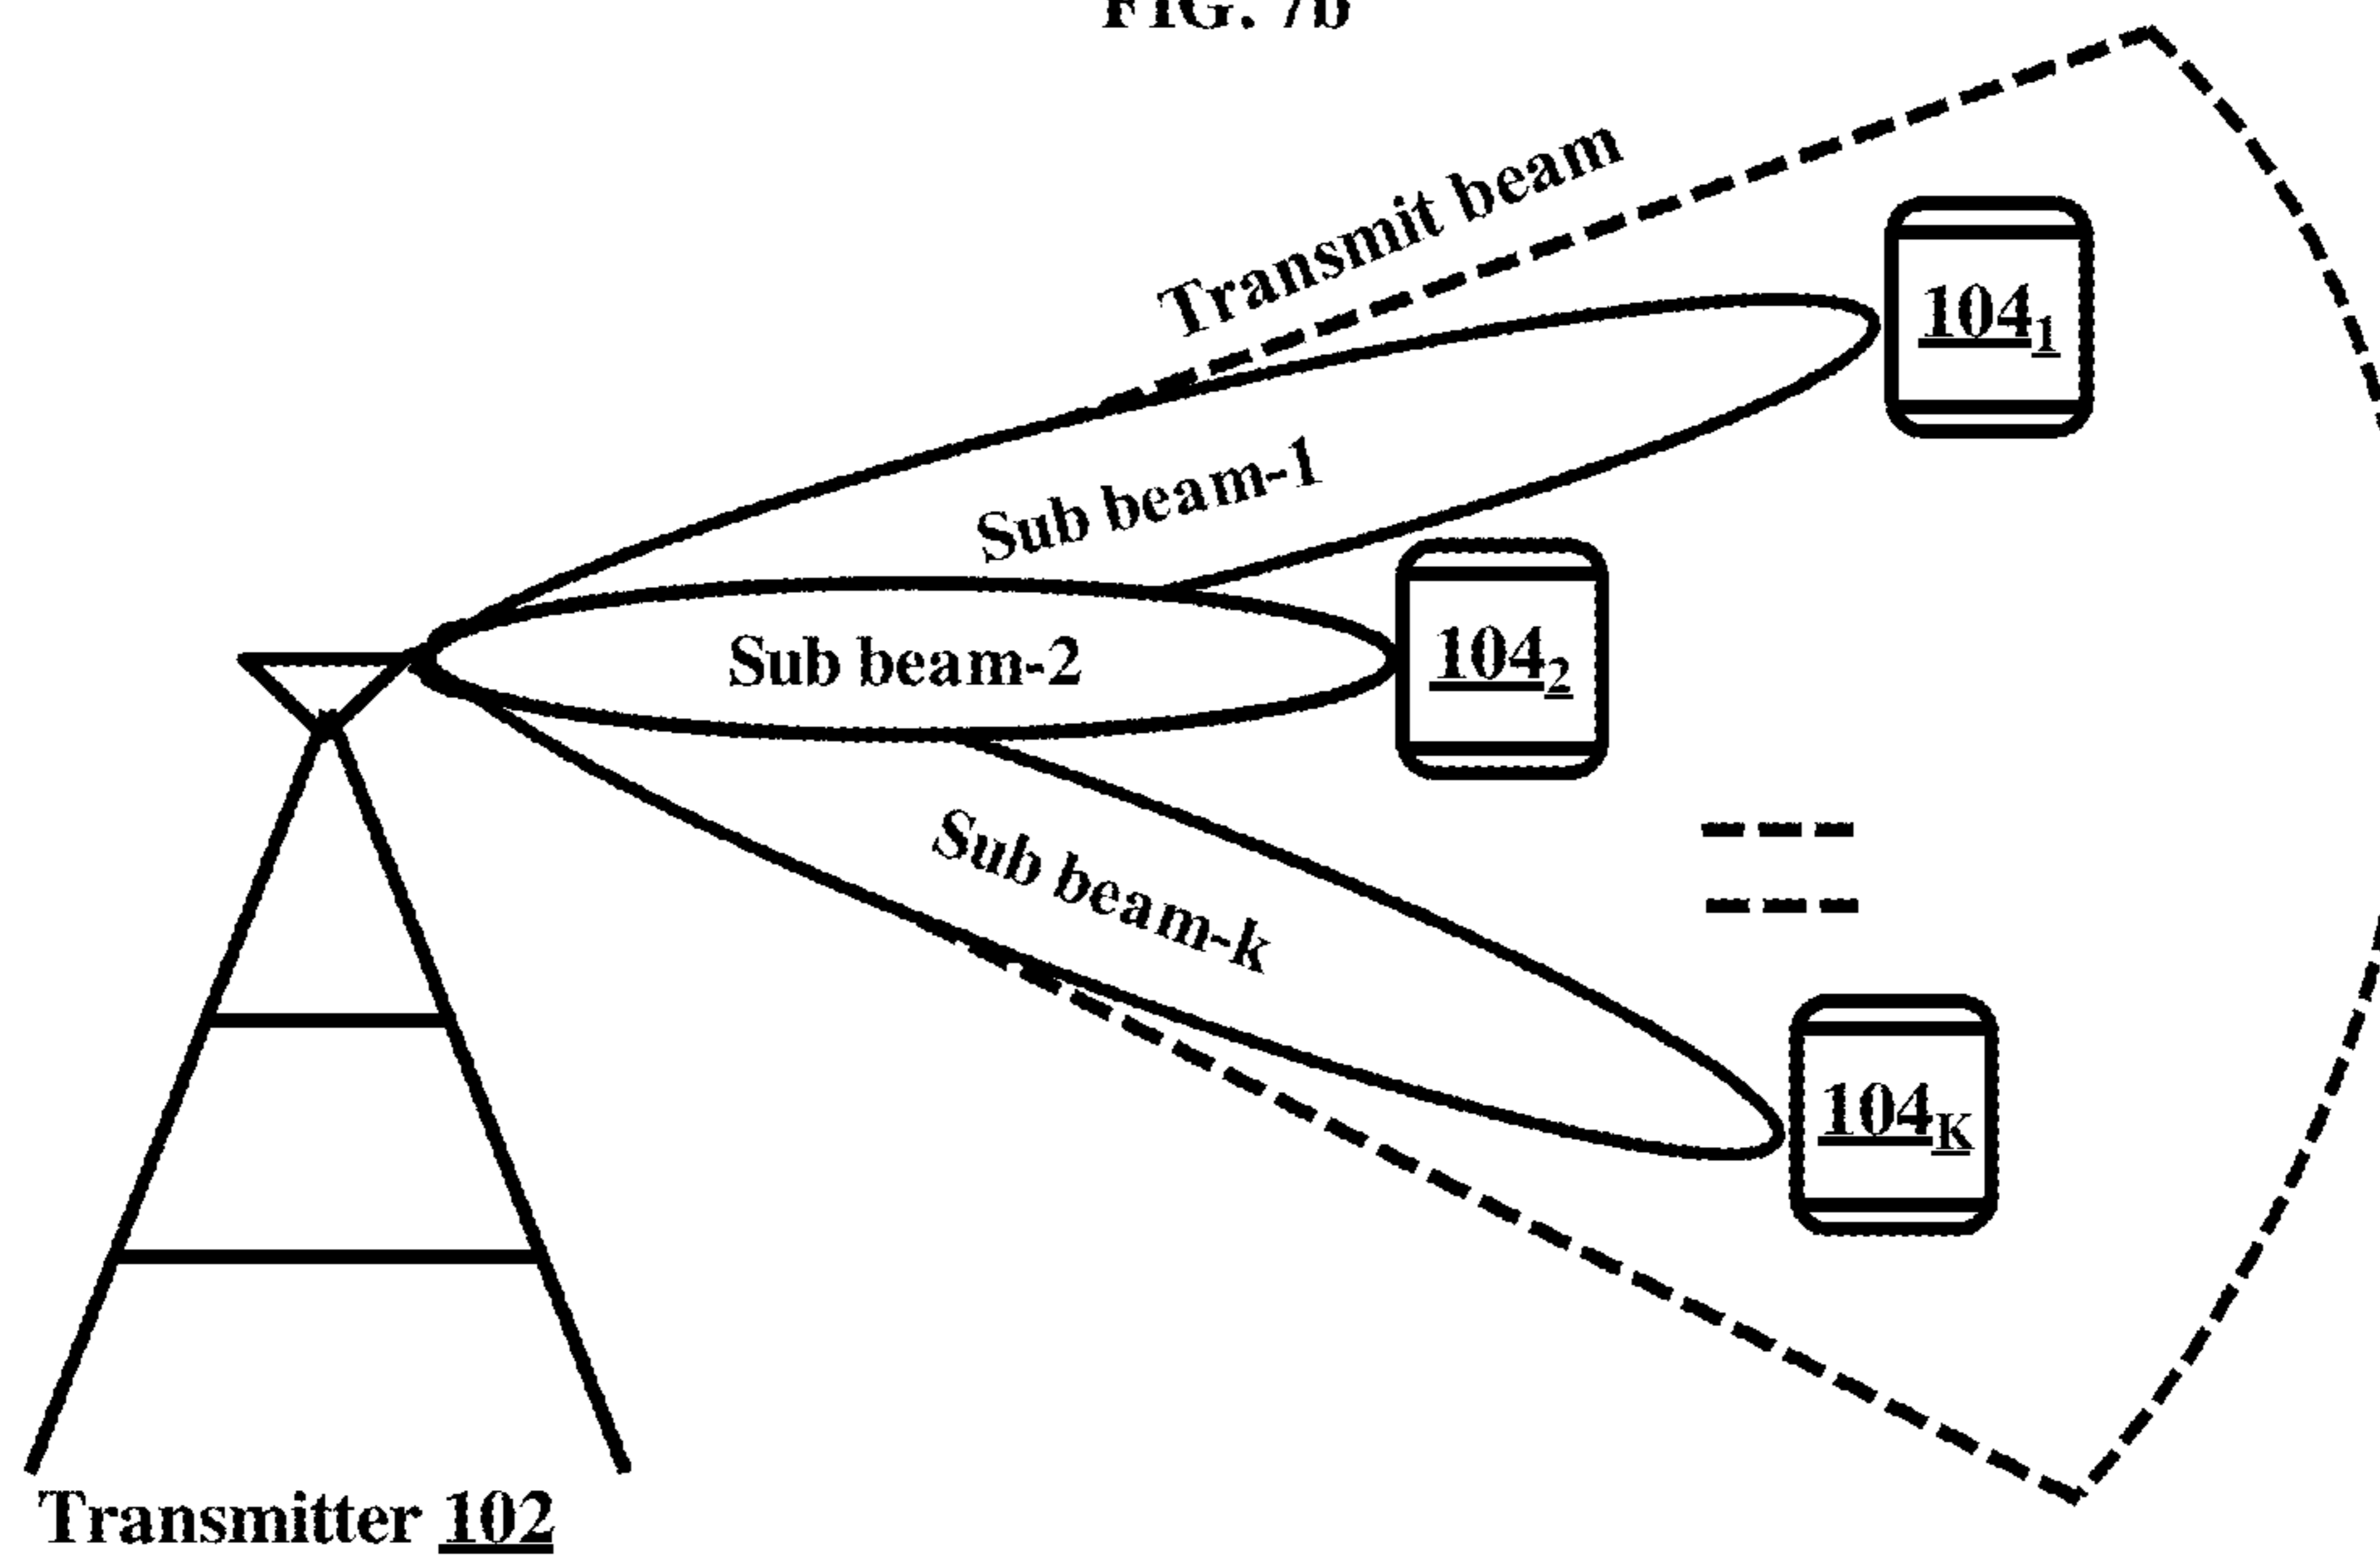 FIG. 7b
Transmit beam
104₁
Sub beam-1
Sub beam-2
104₂
Sub beam-k
104K
Transmitter 102